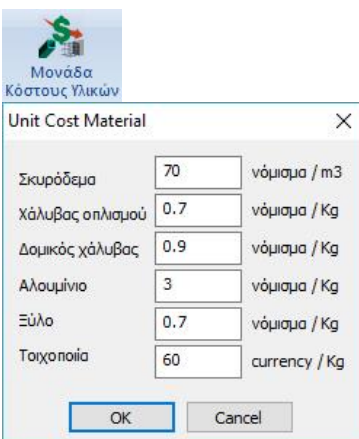 Μονάδα
Κόστους Υλικών
Unit Cost Material
Σκυρόδεμα 70 νόμισμα / m3
Χάλυβας οπλισμού 0.7 νόμισμα / Kg
Δομικός χάλυβας 0.9 νόμισμα / Kg
Αλουμίνιο 3 νόμισμα / Kg
Ξύλο 0.7 νόμισμα / Kg
Τοιχοποιία 60 currency / Kg
OK Cancel